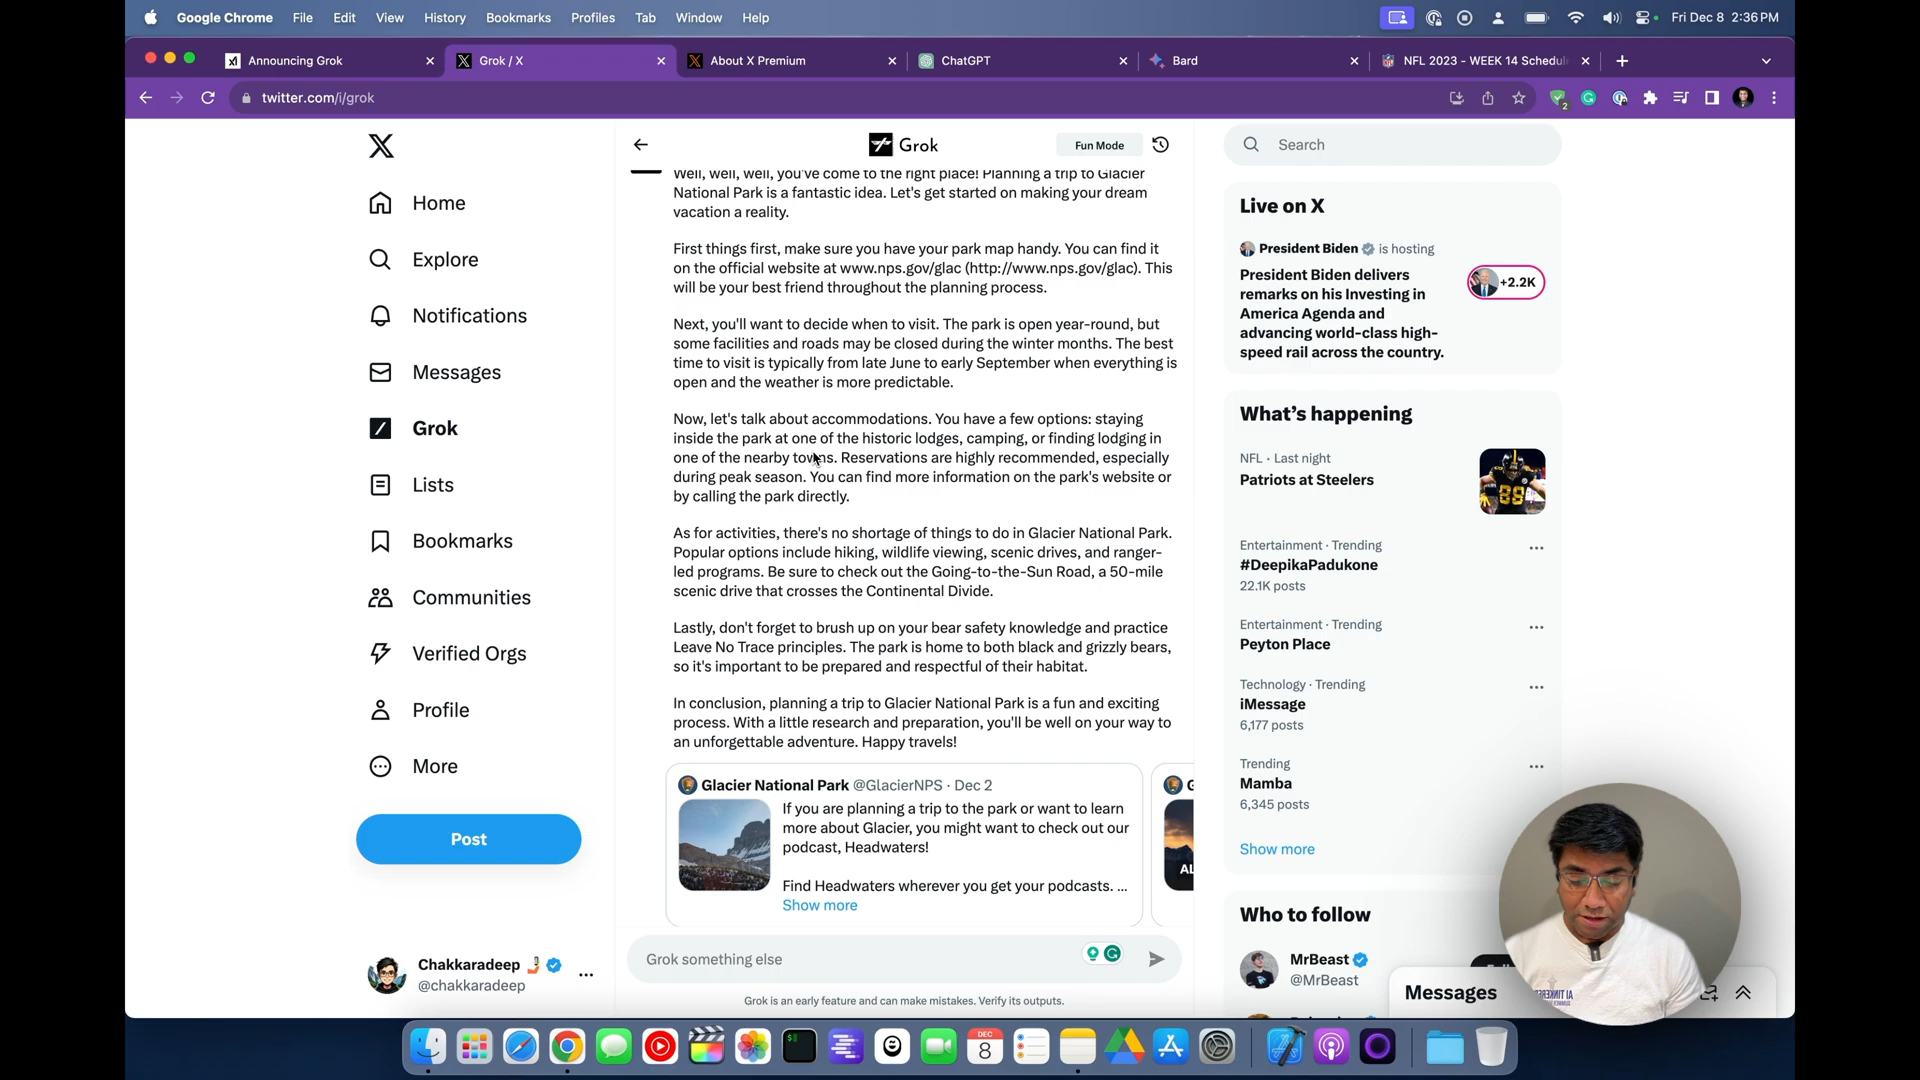 Google Chrome File Edit View History Bookmarks Profiles Tab Window Help
Fri Dec 8 2:36 PM
Announcing Grok
Grok / X
About X Premium
ChatGPT
Bard
NFL 2023 - WEEK 14 Schedul
twitter.com/i/grok
2
Home
Explore
Notifications
Messages
Grok
Lists
Bookmarks
Communities
Verified Orgs
Profile
More
Post
Chakkaradeep
@chakkaradeep
Grok
Fun Mode
Well, well, well, you've come to the right place! Planning a trip to Glacier
National Park is a fantastic idea. Let's get started on making your dream
vacation a reality.
First things first, make sure you have your park map handy. You can find it
on the official website at www.nps.gov/glac (http://www.nps.gov/glac). This
will be your best friend throughout the planning process.
Next, you'll want to decide when to visit. The park is open year-round, but
some facilities and roads may be closed during the winter months. The best
time to visit is typically from late June to early September when everything is
open and the weather is more predictable.
Now, let's talk about accommodations. You have a few options: staying
inside the park at one of the historic lodges, camping, or finding lodging in
one of the nearby towns. Reservations are highly recommended, especially
during peak season. You can find more information on the park's website or
by calling the park directly.
As for activities, there's no shortage of things to do in Glacier National Park.
Popular options include hiking, wildlife viewing, scenic drives, and ranger-
led programs. Be sure to check out the Going-to-the-Sun Road, a 50-mile
scenic drive that crosses the Continental Divide.
Lastly, don't forget to brush up on your bear safety knowledge and practice
Leave No Trace principles. The park is home to both black and grizzly bears,
so it's important to be prepared and respectful of their habitat.
In conclusion, planning a trip to Glacier National Park is a fun and exciting
process. With a little research and preparation, you'll be well on your way to
an unforgettable adventure. Happy travels!
Glacier National Park @GlacierNPS · Dec 2
If you are planning a trip to the park or want to learn
more about Glacier, you might want to check out our
podcast, Headwaters!
Find Headwaters wherever you get your podcasts. ...
Show more
G
AL
Grok something else
Grok is an early feature and can make mistakes. Verify its outputs.
Search
Live on X
President Biden is hosting
President Biden delivers
remarks on his Investing in
America Agenda and
advancing world-class high-
speed rail across the country.
+2.2K
What's happening
NFL · Last night
Patriots at Steelers
Entertainment · Trending
#DeepikaPadukone
22.1K posts
Entertainment · Trending
Peyton Place
Technology · Trending
iMessage
6,177 posts
Trending
Mamba
6,345 posts
Show more
Who to follow
MrBeast
@MrBeast
Messages
DEC
8